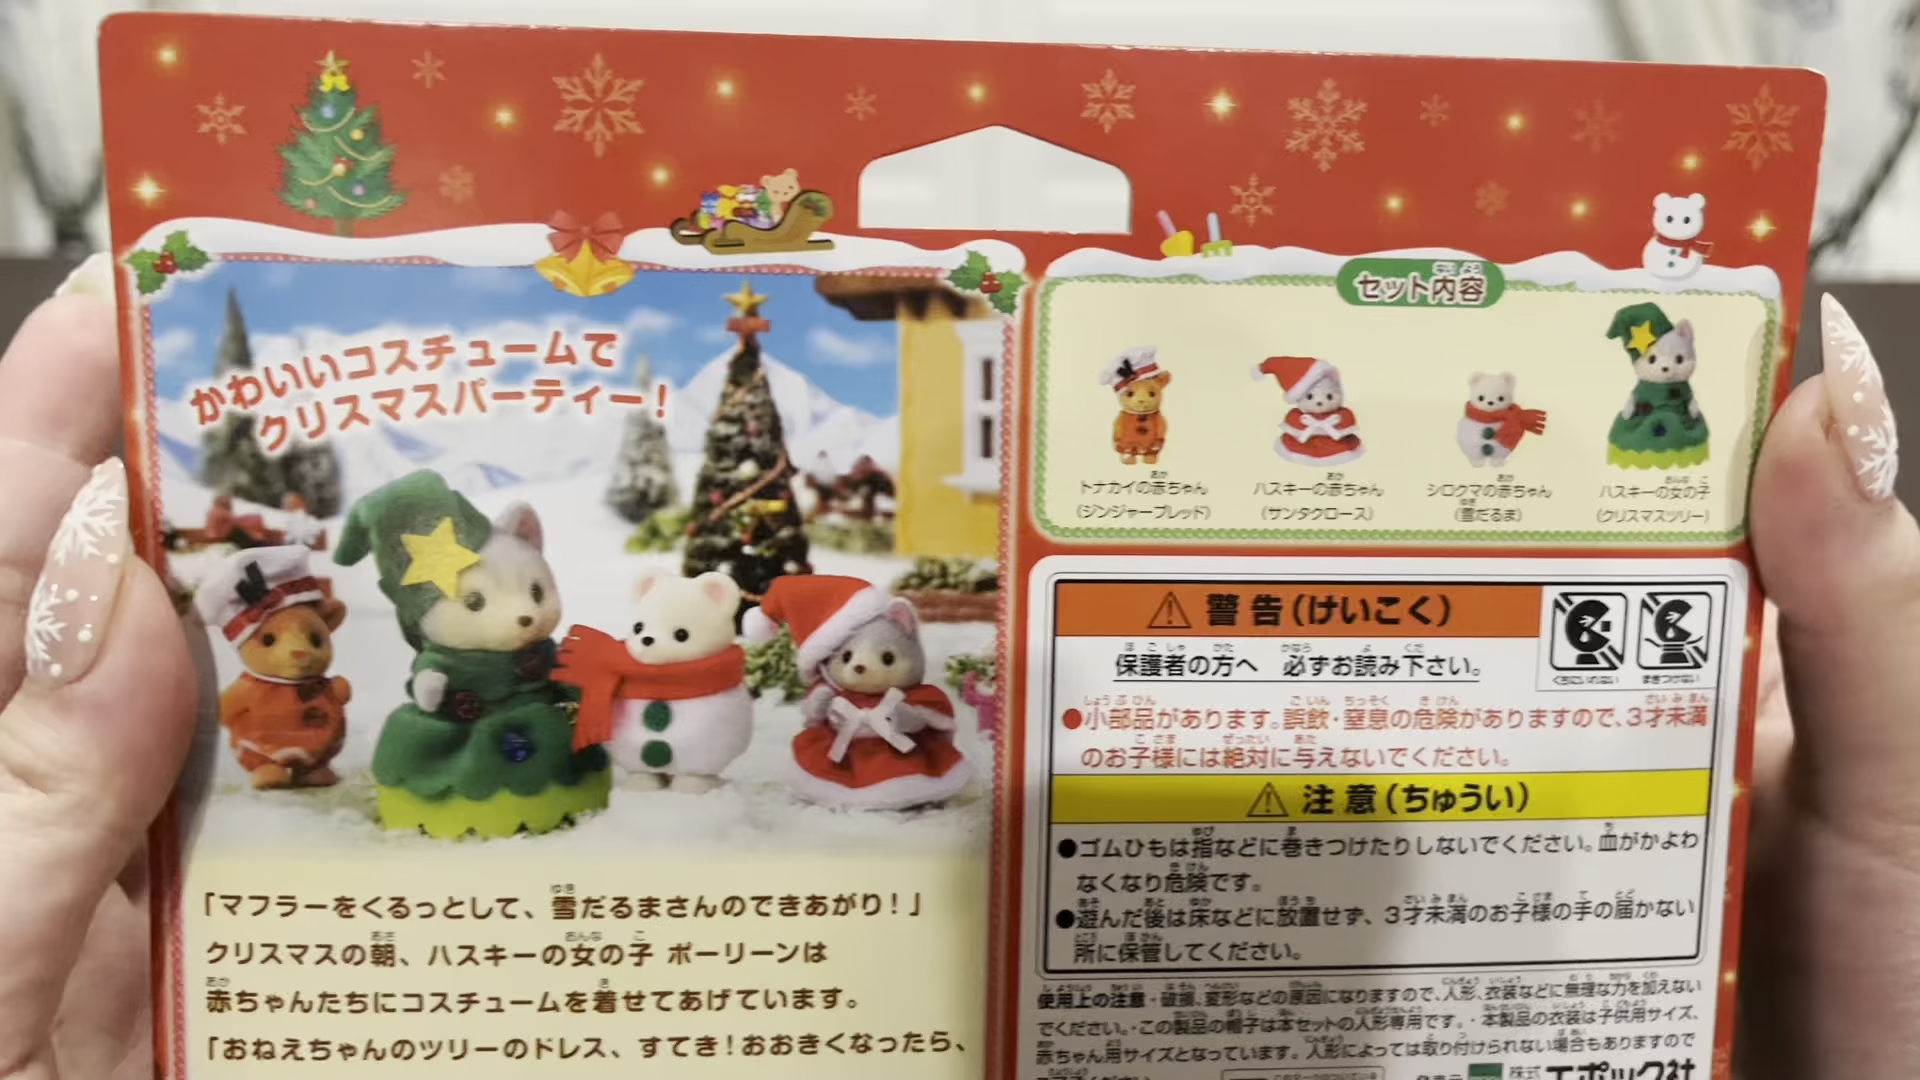 かわいいコスチュームで
クリスマスパーティー!
「マフラーをくるっとして、雪だるまさんのできあがり!」
クリスマスの朝、ハスキーの女の子 ポーリーンは
赤ちゃんたちにコスチュームを着せてあげています。
「おねえちゃんのツリーのドレス、すてき!おおきくなったら、
セット内容
トナカイの赤ちゃん
(ジンジャーブレッド)
ハスキーの赤ちゃん
(サンタクロース)
シロクマの赤ちゃん
(雪だるま)
ハスキーの女の子
(クリスマスツリー)
⚠ 警告(けいこく)
くちにいれない
まきつけない
保護者の方へ 必ずお読み下さい。
●小部品があります。誤飲・窒息の危険がありますので、3才未満
のお子様には絶対に与えないでください。
⚠ 注意(ちゅうい)
●ゴムひもは指などに巻きつけたりしないでください。血がかよわ
なくなり危険です。
●遊んだ後は床などに放置せず、3才未満のお子様の手の届かない
所に保管してください。
使用上の注意・破損、変形などの原因になりますので、人形、衣装などに無理な力を加えない
でください。・この製品の帽子は本セットの人形専用です。・本製品の衣装は子供用サイズ、
赤ちゃん用サイズとなっています。人形によっては取り付けられない場合もありますので
株式 エポック社